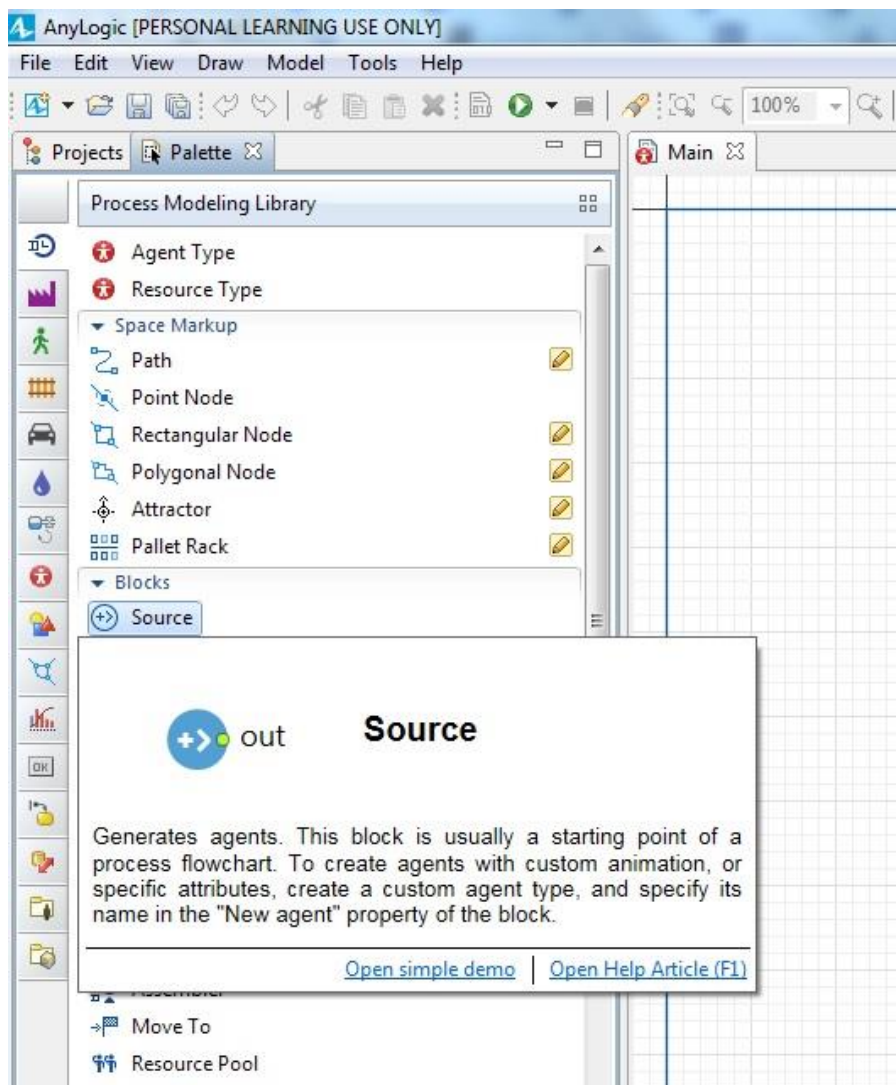 AnyLogic [PERSONAL LEARNING USE ONLY]
File Edit View Draw Model Tools Help
100%
Projects Palette Main
Process Modeling Library
Agent Type
Resource Type
Space Markup
Path
Point Node
Rectangular Node
Polygonal Node
Attractor
Pallet Rack
Blocks
Source
out Source
OK
Generates agents. This block is usually a starting point of a
process flowchart. To create agents with custom animation, or
specific attributes, create a custom agent type, and specify its
name in the "New agent" property of the block.
Open simple demo | Open Help Article (F1)
Move To
Resource Pool